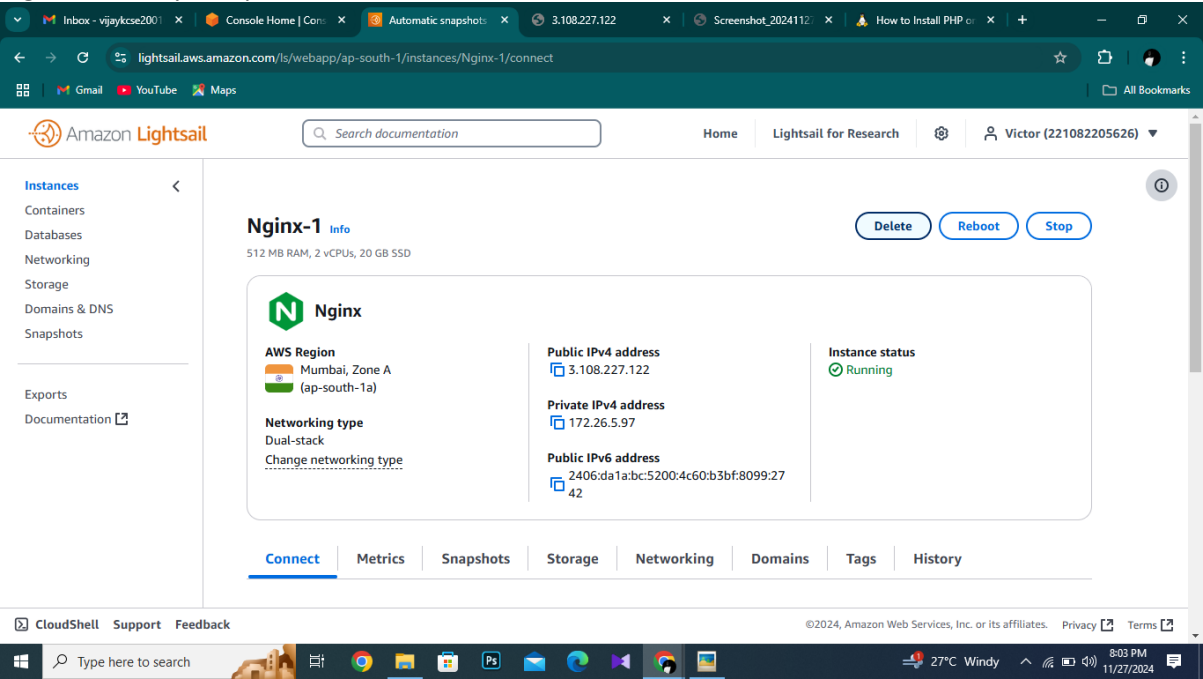 Inbox - vijaykcse2001
Console Home | Cons
Automatic snapshots
3.108.227.122
Screenshot_20241127
How to Install PHP or
lightsail.aws.amazon.com/ls/webapp/ap-south-1/instances/Nginx-1/connect
Gmail
YouTube
Maps
All Bookmarks
Amazon Lightsail
Search documentation
Home
Lightsail for Research
Victor (221082205626)
Instances
Containers
Databases
Networking
Storage
Domains & DNS
Snapshots
Exports
Documentation
Nginx-1 Info
512 MB RAM, 2 vCPUs, 20 GB SSD
Delete
Reboot
Stop
Nginx
AWS Region
Mumbai, Zone A
(ap-south-1a)
Networking type
Dual-stack
Change networking type
Public IPv4 address
3.108.227.122
Private IPv4 address
172.26.5.97
Public IPv6 address
2406:da1a:bc:5200:4c60:b3bf:8099:27
42
Instance status
Running
Connect
Metrics
Snapshots
Storage
Networking
Domains
Tags
History
CloudShell
Support
Feedback
©2024, Amazon Web Services, Inc. or its affiliates.
Privacy
Terms
Type here to search
Ps
27°C Windy
8:03 PM
11/27/2024